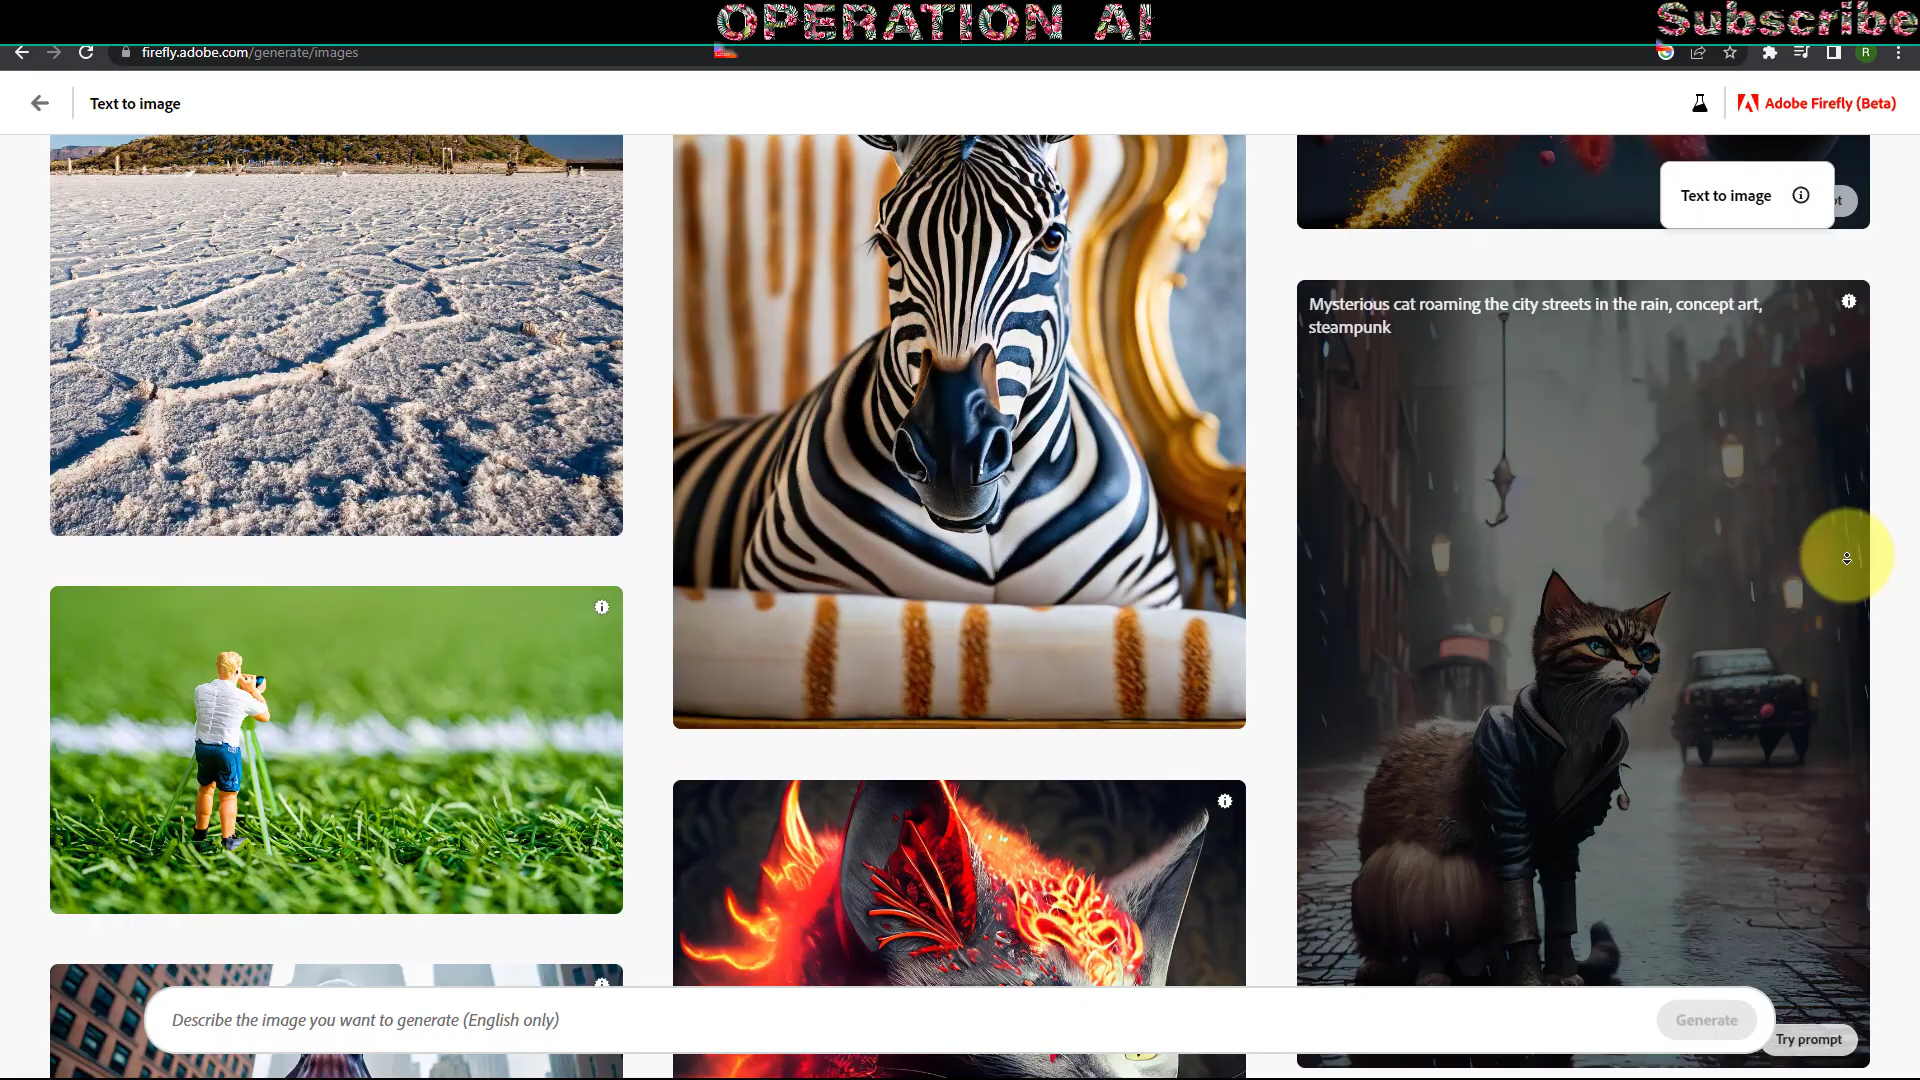 OPERATION AI
Subscribe
firefly.adobe.com/generate/images
R
Text to image
Adobe Firefly (Beta)
Text to image
Mysterious cat roaming the city streets in the rain, concept art,
steampunk
Describe the image you want to generate (English only)
Generate
Try prompt